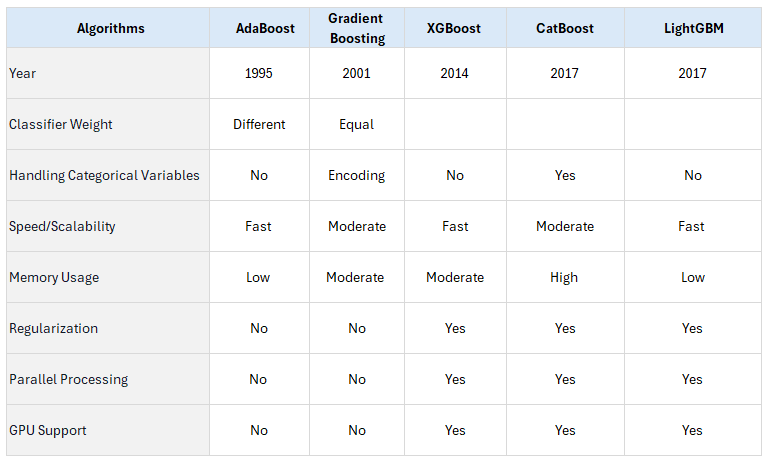 Algorithms AdaBoost Gradient Boosting XGBoost CatBoost LightGBM
Year 1995 2001 2014 2017 2017
Classifier Weight Different Equal
Handling Categorical Variables No Encoding No Yes No
Speed/Scalability Fast Moderate Fast Moderate Fast
Memory Usage Low Moderate Moderate High Low
Regularization No No Yes Yes Yes
Parallel Processing No No Yes Yes Yes
GPU Support No No Yes Yes Yes